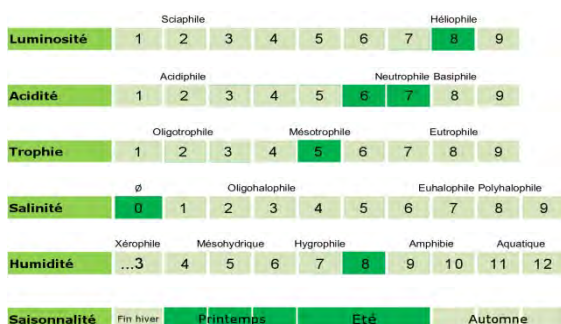 Sciaphile Héliophile
Luminosité 1 2 3 4 5 6 7 8 9
Acidiphile Neutrophile Basiphile
Acidité 1 2 3 4 5 6 7 8 9
Oligotrophile Mésotrophile Eutrophile
Trophie 1 2 3 4 5 6 7 8 9
Ø Oligohalophile Euhalophile Polyhalophile
Salinité 0 1 2 3 4 5 6 7 8 9
Xérophile Mésohydrique Hygrophile Amphibie Aquatique
Humidité ...3 4 5 6 7 8 9 10 11 12
Saisonnalité Fin hiver Printemps Eté Automne